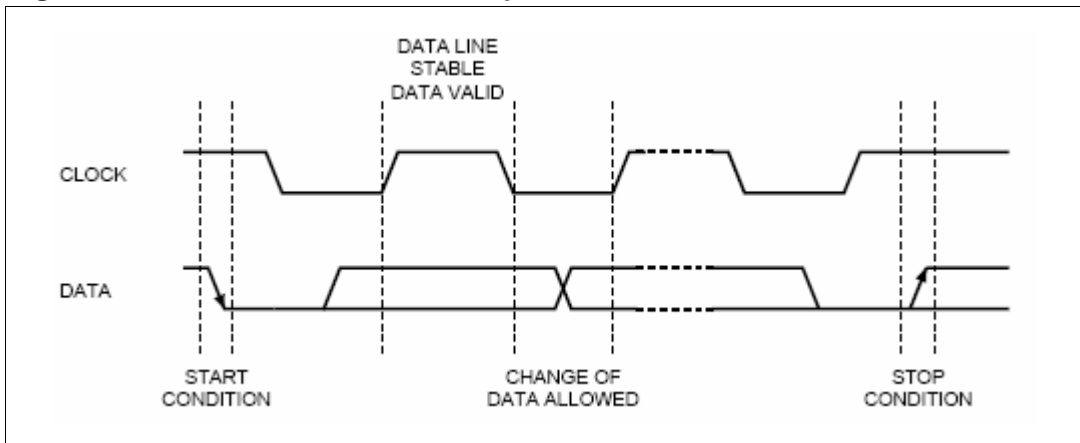 DATA LINE
STABLE
DATA VALID
CLOCK
DATA
START
CONDITION
CHANGE OF
DATA ALLOWED
STOP
CONDITION